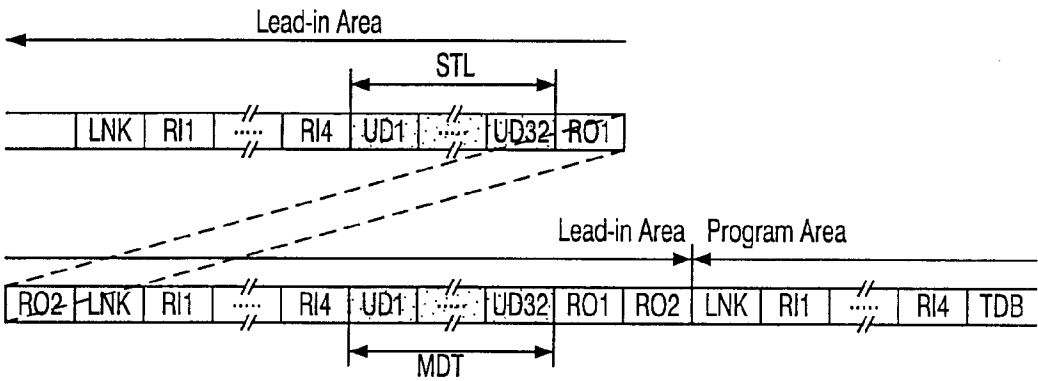 Lead-in Area
STL
LNK RI1 ..... RI4 UD1 ..... UD32 RO1
Lead-in Area Program Area
RO2 LNK RI1 ..... RI4 UD1 ..... UD32 RO1 RO2 LNK RI1 ..... RI4 TDB
MDT